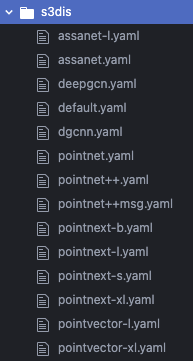 s3dis
assanet-l.yaml
assanet.yaml
deepgcn.yaml
default.yaml
dgcnn.yaml
pointnet.yaml
pointnet++.yaml
pointnet++msg.yaml
pointnext-b.yaml
pointnext-l.yaml
pointnext-s.yaml
pointnext-xl.yaml
pointvector-l.yaml
pointvector-xl.yaml